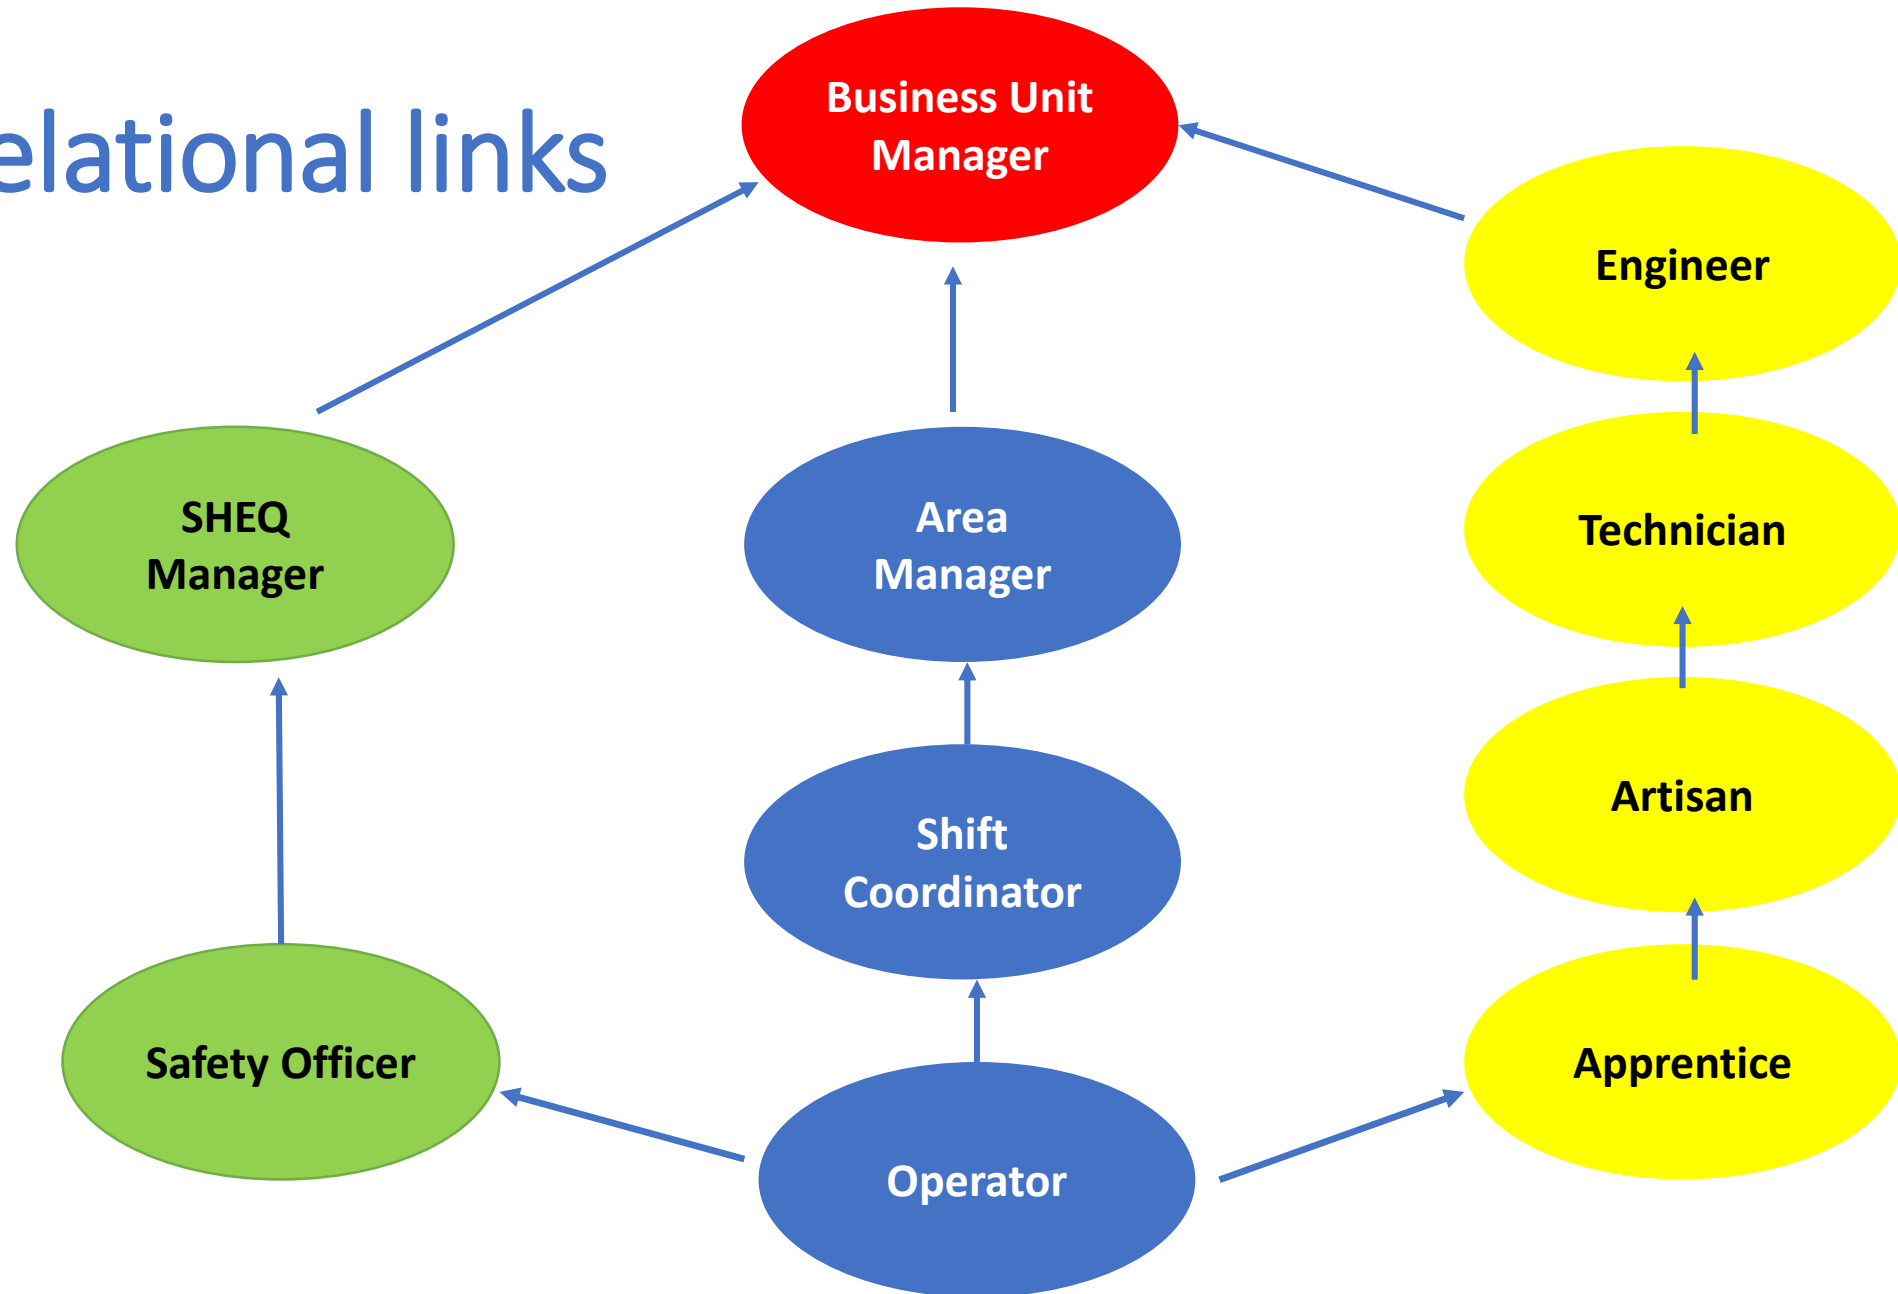 elational links
Business Unit
Manager
Engineer
SHEQ
Manager
Area
Manager
Technician
Artisan
Shift
Coordinator
Safety Officer
Apprentice
Operator